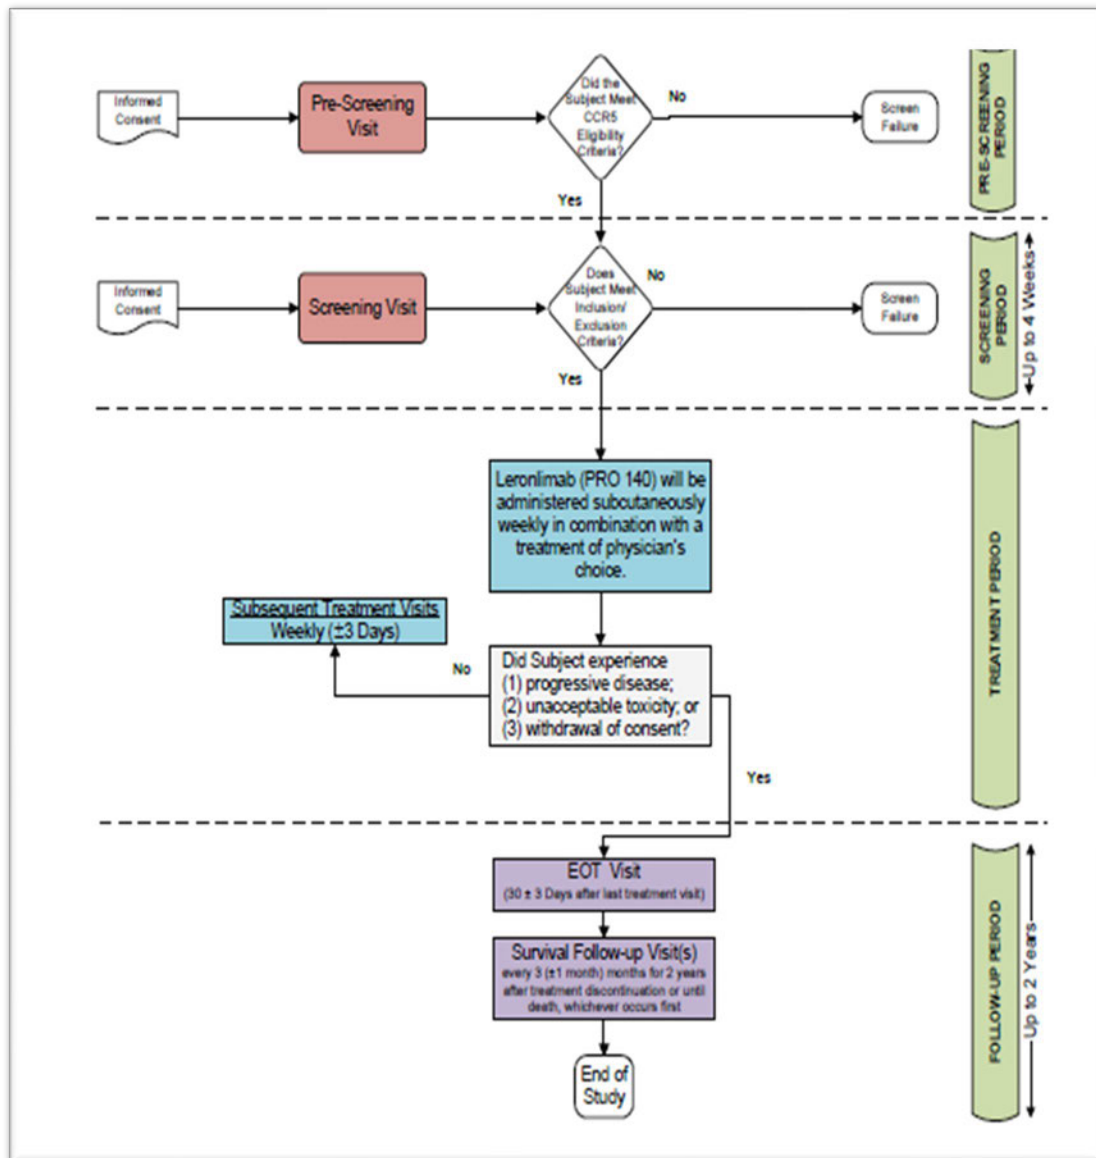 Informed
Consent
Pre-Screening
Visit
Did the
Subject Meet
CCR5
Eligibility
Criteria?
No
Screen
Failure
Yes
PRE-SCREENING
PERIOD
Informed
Consent
Screening Visit
Does
Subject Meet
Inclusion/
Exclusion
Criteria?
No
Screen
Failure
Yes
SCREENING
PERIOD
Up to 4 Weeks
Leronlimab (PRO 140) will be
administered subcutaneously
weekly in combination with a
treatment of physician's
choice.
Subsequent Treatment Visits
Weekly (±3 Days)
No
Did Subject experience
(1) progressive disease;
(2) unacceptable toxicity; or
(3) withdrawal of consent?
Yes
TREATMENT PERIOD
EOT Visit
(30 ± 3 Days after last treatment visit)
Survival Follow-up Visit(s)
every 3 (±1 month) months for 2 years
after treatment discontinuation or until
death, whichever occurs first
End of
Study
FOLLOW-UP PERIOD
Up to 2 Years